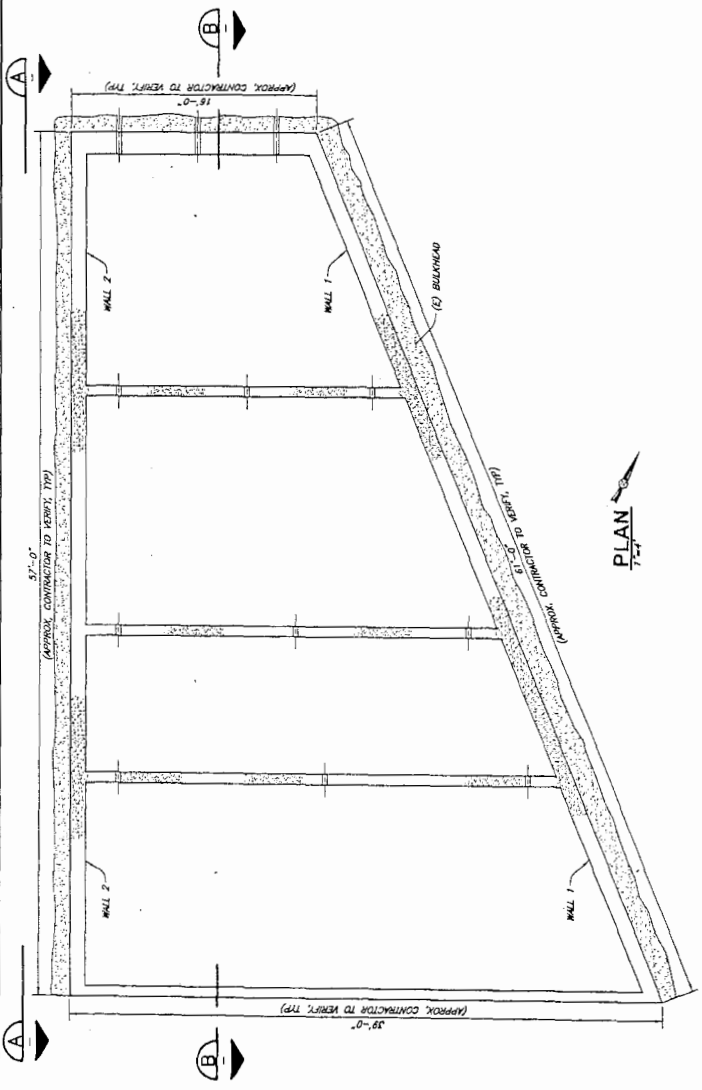 A
B
16'-0"
(APPROX, CONTRACTOR TO VERIFY, TYP)
57'-0"
(APPROX, CONTRACTOR TO VERIFY, TYP)
WALL 2
WALL 1
(E) BULKHEAD
61'-0"
(APPROX, CONTRACTOR TO VERIFY, TYP)
WALL 2
WALL 1
PLAN
1"=4'
39'-0"
(APPROX, CONTRACTOR TO VERIFY, TYP)
A
B